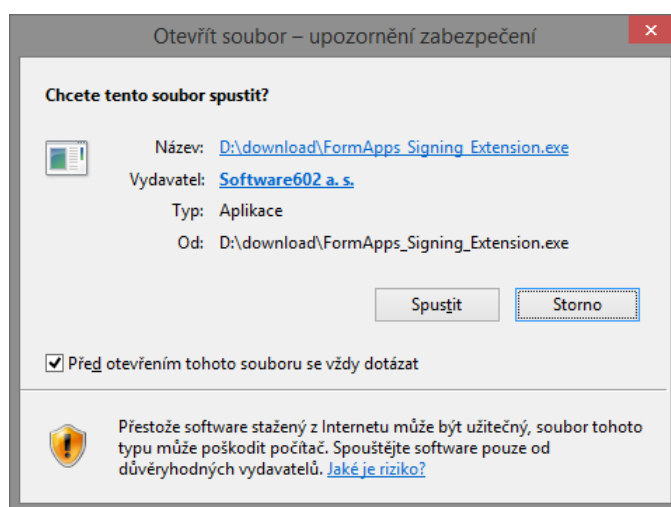 Otevřít soubor – upozornění zabezpečení
Chcete tento soubor spustit?
Název: D:\download\FormApps_Signing_Extension.exe
Vydavatel: Software602 a. s.
Typ: Aplikace
Od: D:\download\FormApps_Signing_Extension.exe
Spustit Storno
Před otevřením tohoto souboru se vždy dotázat
Přestože software stažený z Internetu může být užitečný, soubor tohoto
typu může poškodit počítač. Spouštějte software pouze od
důvěryhodných vydavatelů. Jaké je riziko?